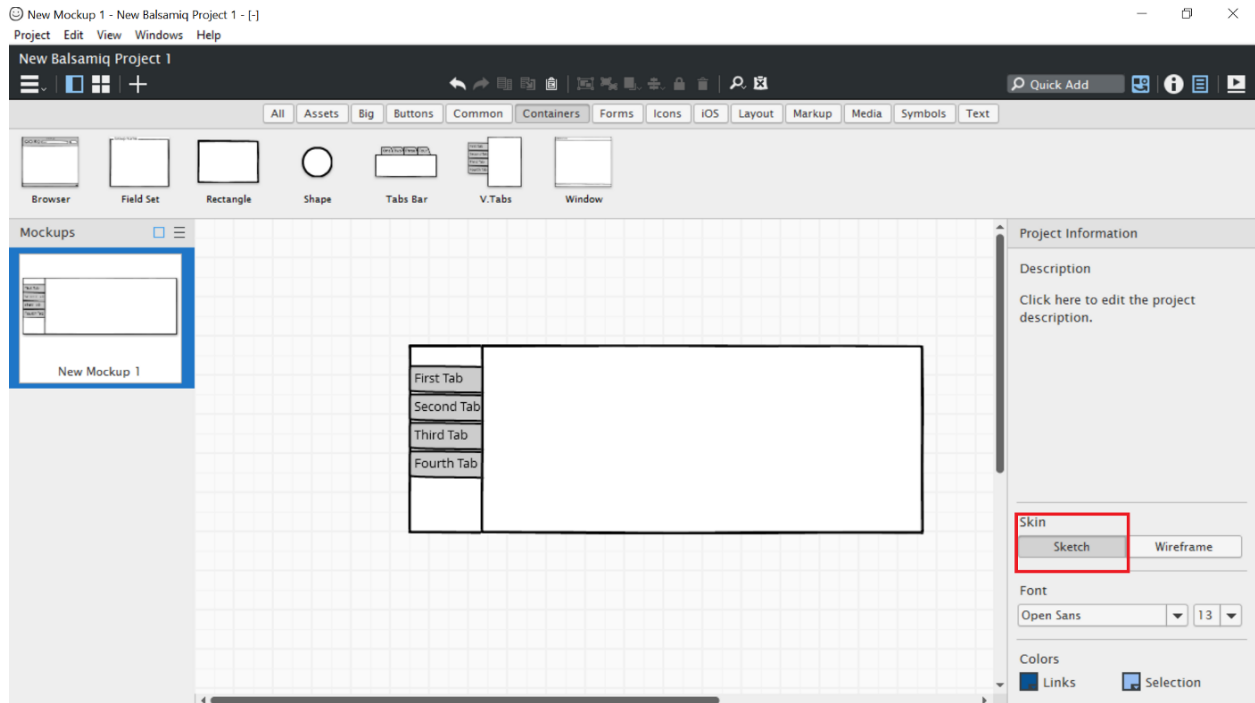 New Mockup 1 - New Balsamiq Project 1 - [-]
Project Edit View Windows Help
New Balsamiq Project 1
Quick Add
All Assets Big Buttons Common Containers Forms Icons iOS Layout Markup Media Symbols Text
Browser Field Set Rectangle Shape Tabs Bar V.Tabs Window
Mockups
New Mockup 1
First Tab
Second Tab
Third Tab
Fourth Tab
Project Information
Description
Click here to edit the project
description.
Skin
Sketch Wireframe
Font
Open Sans 13
Colors
Links Selection